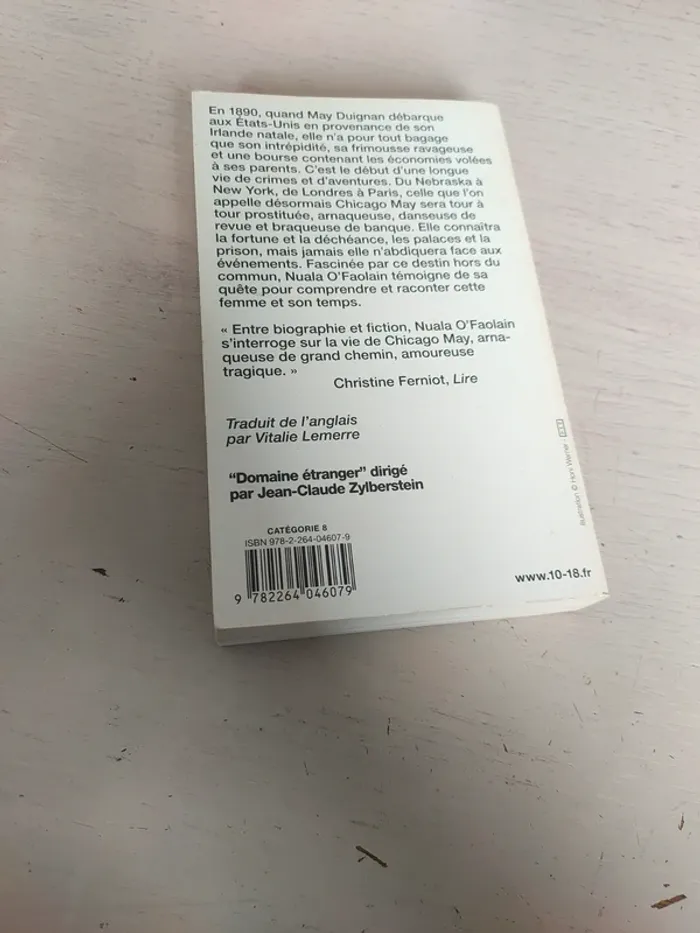 En 1890, quand May Duignan débarque
aux États-Unis en provenance de son
Irlande natale, elle n'a pour tout bagage
que son intrépidité, sa frimousse ravageuse
et une bourse contenant les économies volées
à ses parents. C'est le début d'une longue
vie de crimes et d'aventures. Du Nebraska à
New York, de Londres à Paris, celle que l'on
appelle désormais Chicago May sera tour à
tour prostituée, arnaqueuse, danseuse de
revue et braqueuse de banque. Elle connaîtra
la fortune et la déchéance, les palaces et la
prison, mais jamais elle n'abdiquera face aux
événements. Fascinée par ce destin hors du
commun, Nuala O'Faolain témoigne de sa
quête pour comprendre et raconter cette
femme et son temps.
« Entre biographie et fiction, Nuala O'Faolain
s'interroge sur la vie de Chicago May, arna-
queuse de grand chemin, amoureuse
tragique. »
Christine Ferniot, Lire
Traduit de l'anglais
par Vitalie Lemerre
"Domaine étranger" dirigé
par Jean-Claude Zylberstein
CATÉGORIE 8
ISBN 978-2-264-04607-9
9 782264 046079
www.10-18.fr
Illustration ©